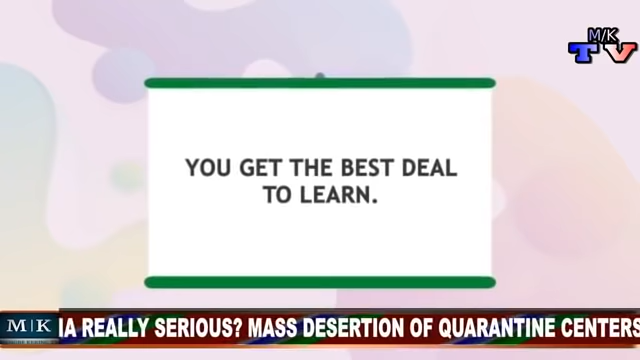 M/K
TV
YOU GET THE BEST DEAL
TO LEARN.
M|K
IA REALLY SERIOUS? MASS DESERTION OF QUARANTINE CENTERS